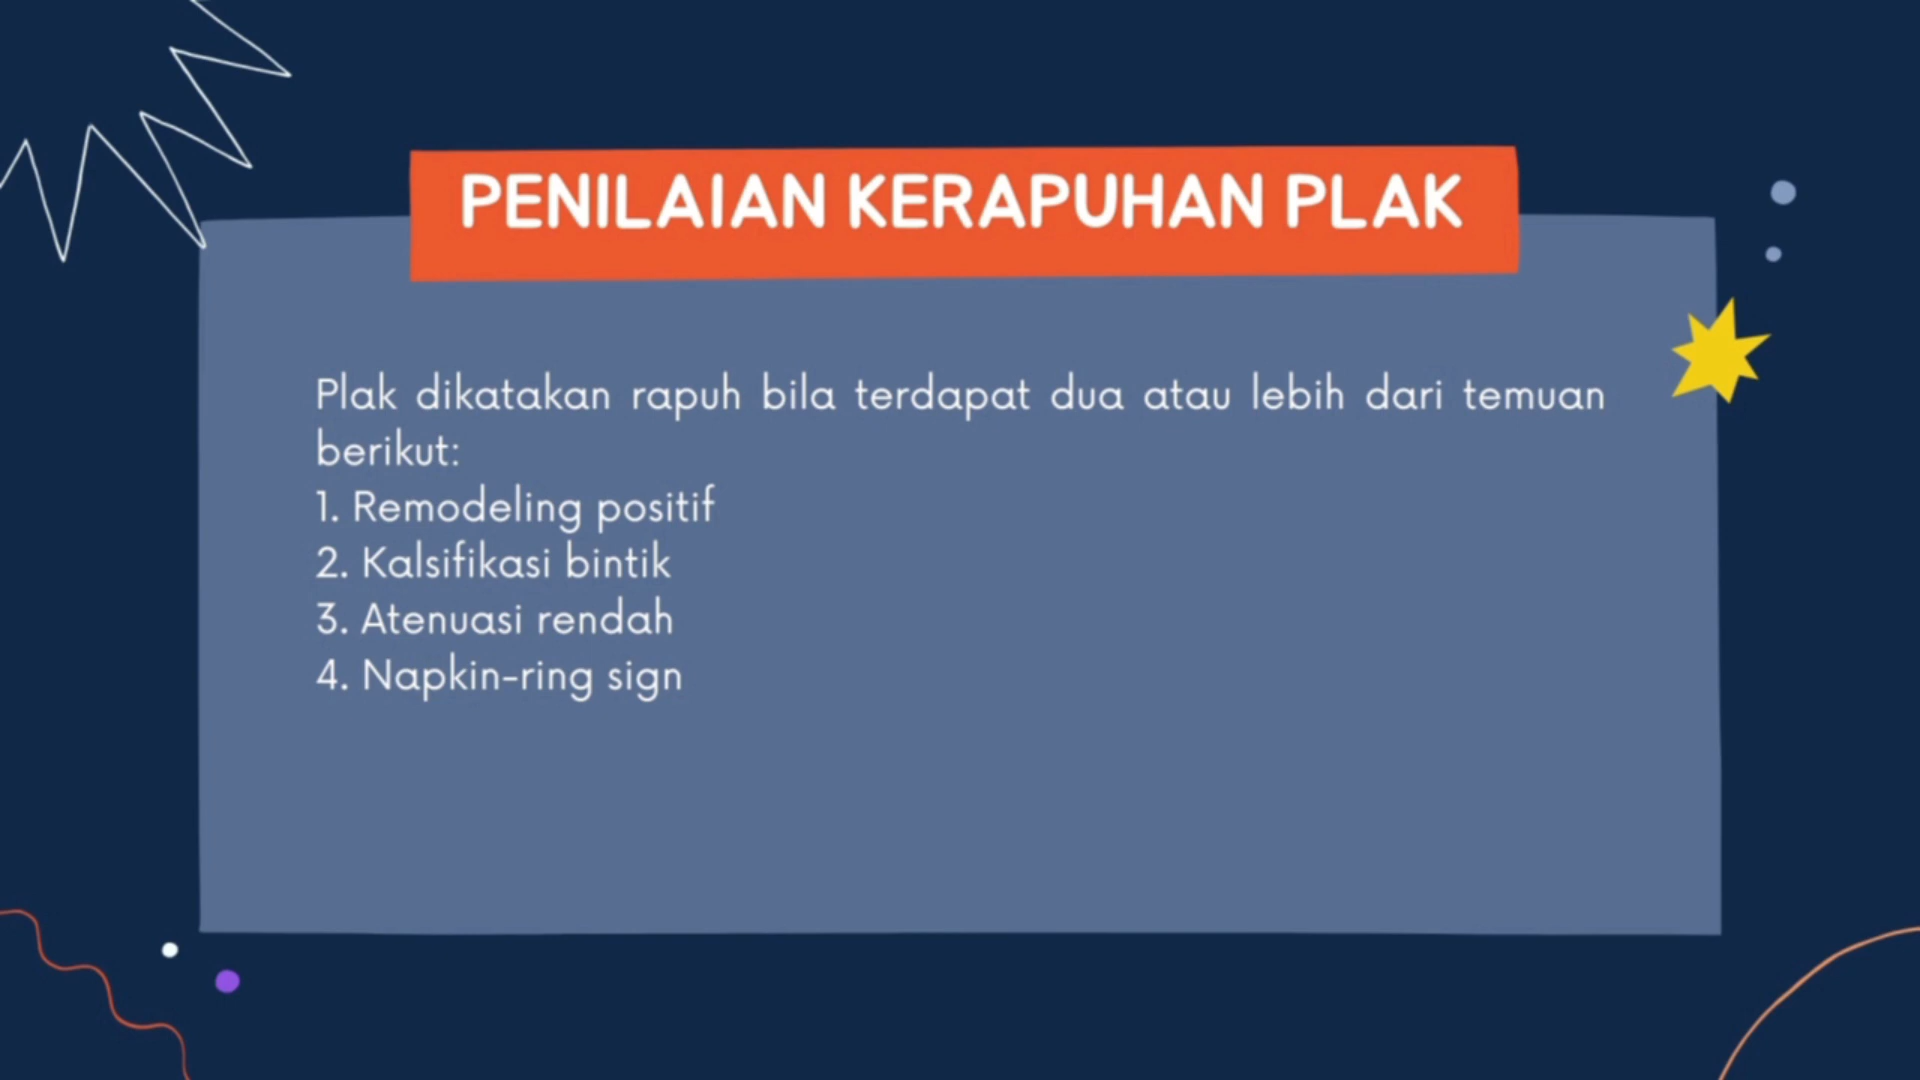 PENILAIAN KERAPUHAN PLAK
Plak dikatakan rapuh bila terdapat dua atau lebih dari temuan
berikut:
1. Remodeling positif
2. Kalsifikasi bintik
3. Atenuasi rendah
4. Napkin-ring sign